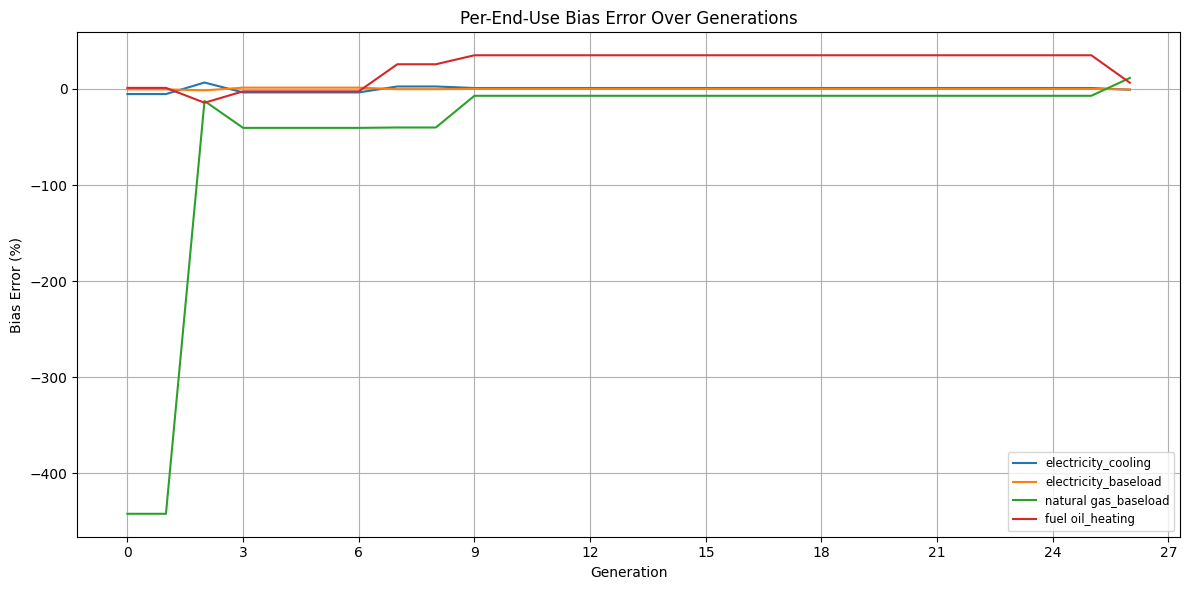 Per-End-Use Bias Error Over Generations
Bias Error (%)
0
−100
−200
−300
−400
0 3 6 9 12 15 18 21 24 27
Generation
electricity_cooling
electricity_baseload
natural gas_baseload
fuel oil_heating